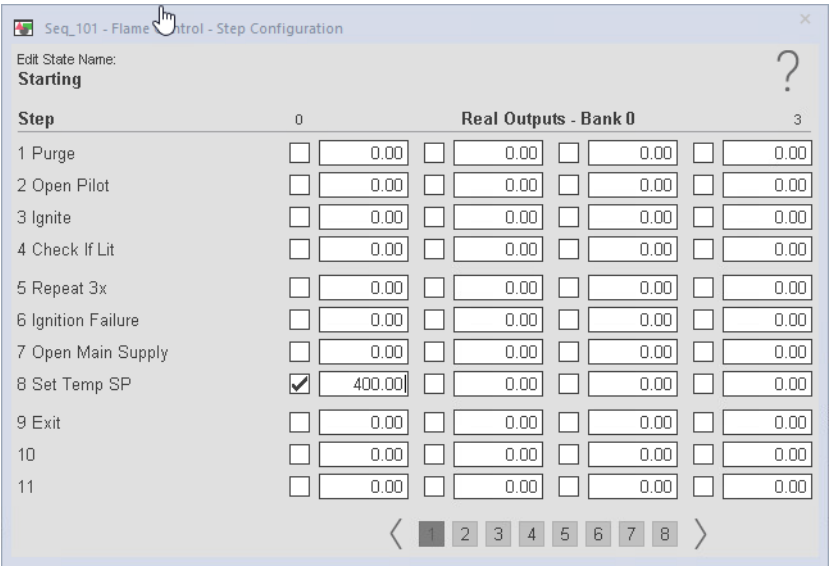 Seq_101 - Flame Control - Step Configuration
Edit State Name:
Starting
?
Step 0 Real Outputs - Bank 0 3
1 Purge 0.00 0.00 0.00 0.00
2 Open Pilot 0.00 0.00 0.00 0.00
3 Ignite 0.00 0.00 0.00 0.00
4 Check If Lit 0.00 0.00 0.00 0.00
5 Repeat 3x 0.00 0.00 0.00 0.00
6 Ignition Failure 0.00 0.00 0.00 0.00
7 Open Main Supply 0.00 0.00 0.00 0.00
8 Set Temp SP 400.00 0.00 0.00 0.00
9 Exit 0.00 0.00 0.00 0.00
10 0.00 0.00 0.00 0.00
11 0.00 0.00 0.00 0.00
1 2 3 4 5 6 7 8